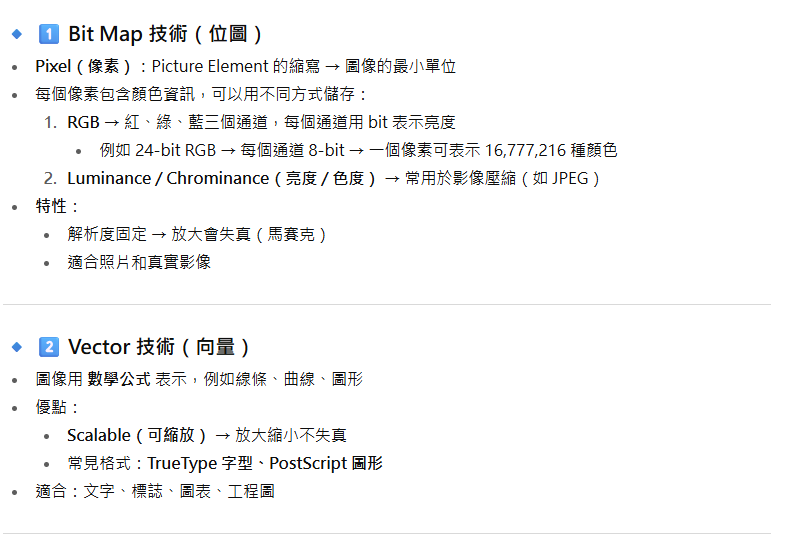 🔹 1️⃣ Bit Map 技術（位圖）
• Pixel（像素）：Picture Element 的縮寫 → 圖像的最小單位
• 每個像素包含顏色資訊，可以用不同方式儲存：
1. RGB → 紅、綠、藍三個通道，每個通道用 bit 表示亮度
• 例如 24-bit RGB → 每個通道 8-bit → 一個像素可表示 16,777,216 種顏色
2. Luminance / Chrominance（亮度 / 色度） → 常用於影像壓縮（如 JPEG）
• 特性：
• 解析度固定 → 放大會失真（馬賽克）
• 適合照片和真實影像
🔹 2️⃣ Vector 技術（向量）
• 圖像用 數學公式 表示，例如線條、曲線、圖形
• 優點：
• Scalable（可縮放） → 放大縮小不失真
• 常見格式：TrueType 字型、PostScript 圖形
• 適合：文字、標誌、圖表、工程圖